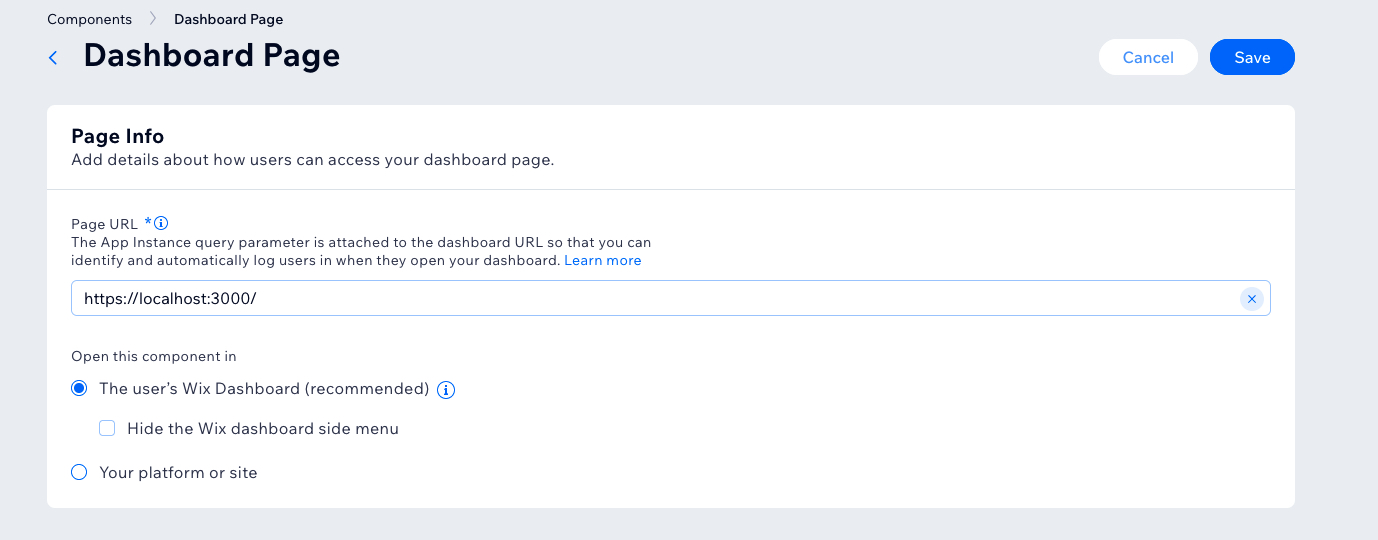 Components > Dashboard Page
Dashboard Page
Cancel
Save
Page Info
Add details about how users can access your dashboard page.
Page URL *
The App Instance query parameter is attached to the dashboard URL so that you can
identify and automatically log users in when they open your dashboard. Learn more
https://localhost:3000/
Open this component in
The user's Wix Dashboard (recommended)
Hide the Wix dashboard side menu
Your platform or site